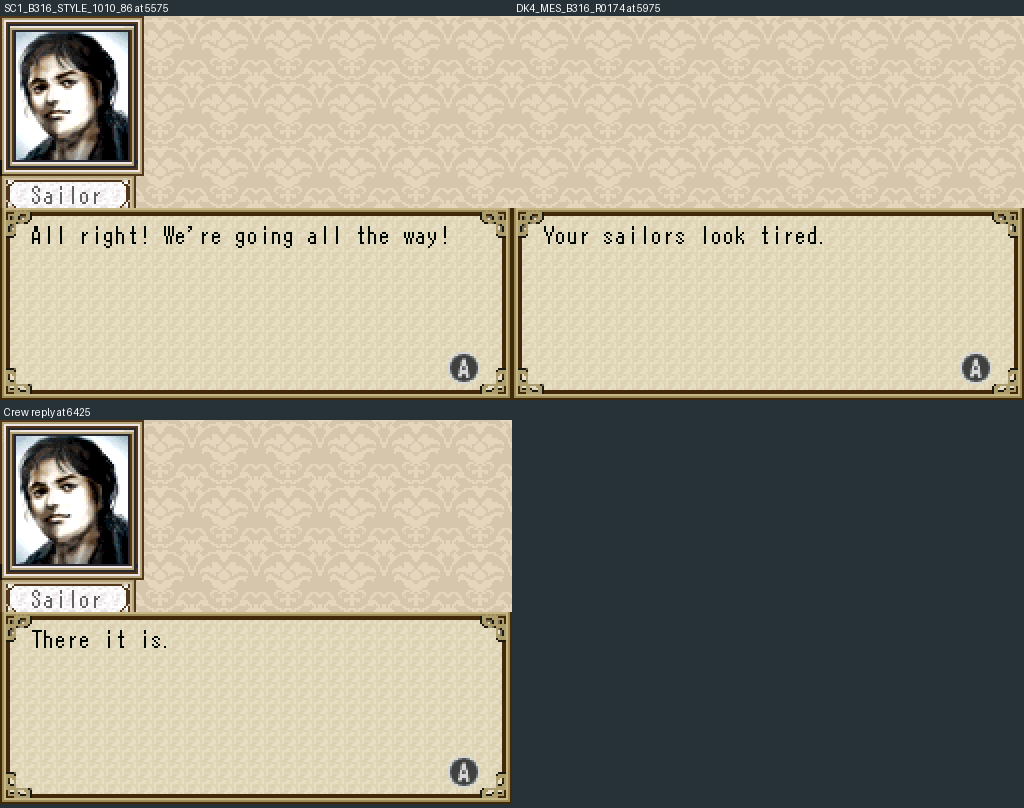 SC1_B316_STYLE_1010_86 at 5575
DK4_MES_B316_R0174 at 5975
Sailor
All right! We're going all the way!
A
Your sailors look tired.
A
Crew reply at 6425
Sailor
There it is.
A